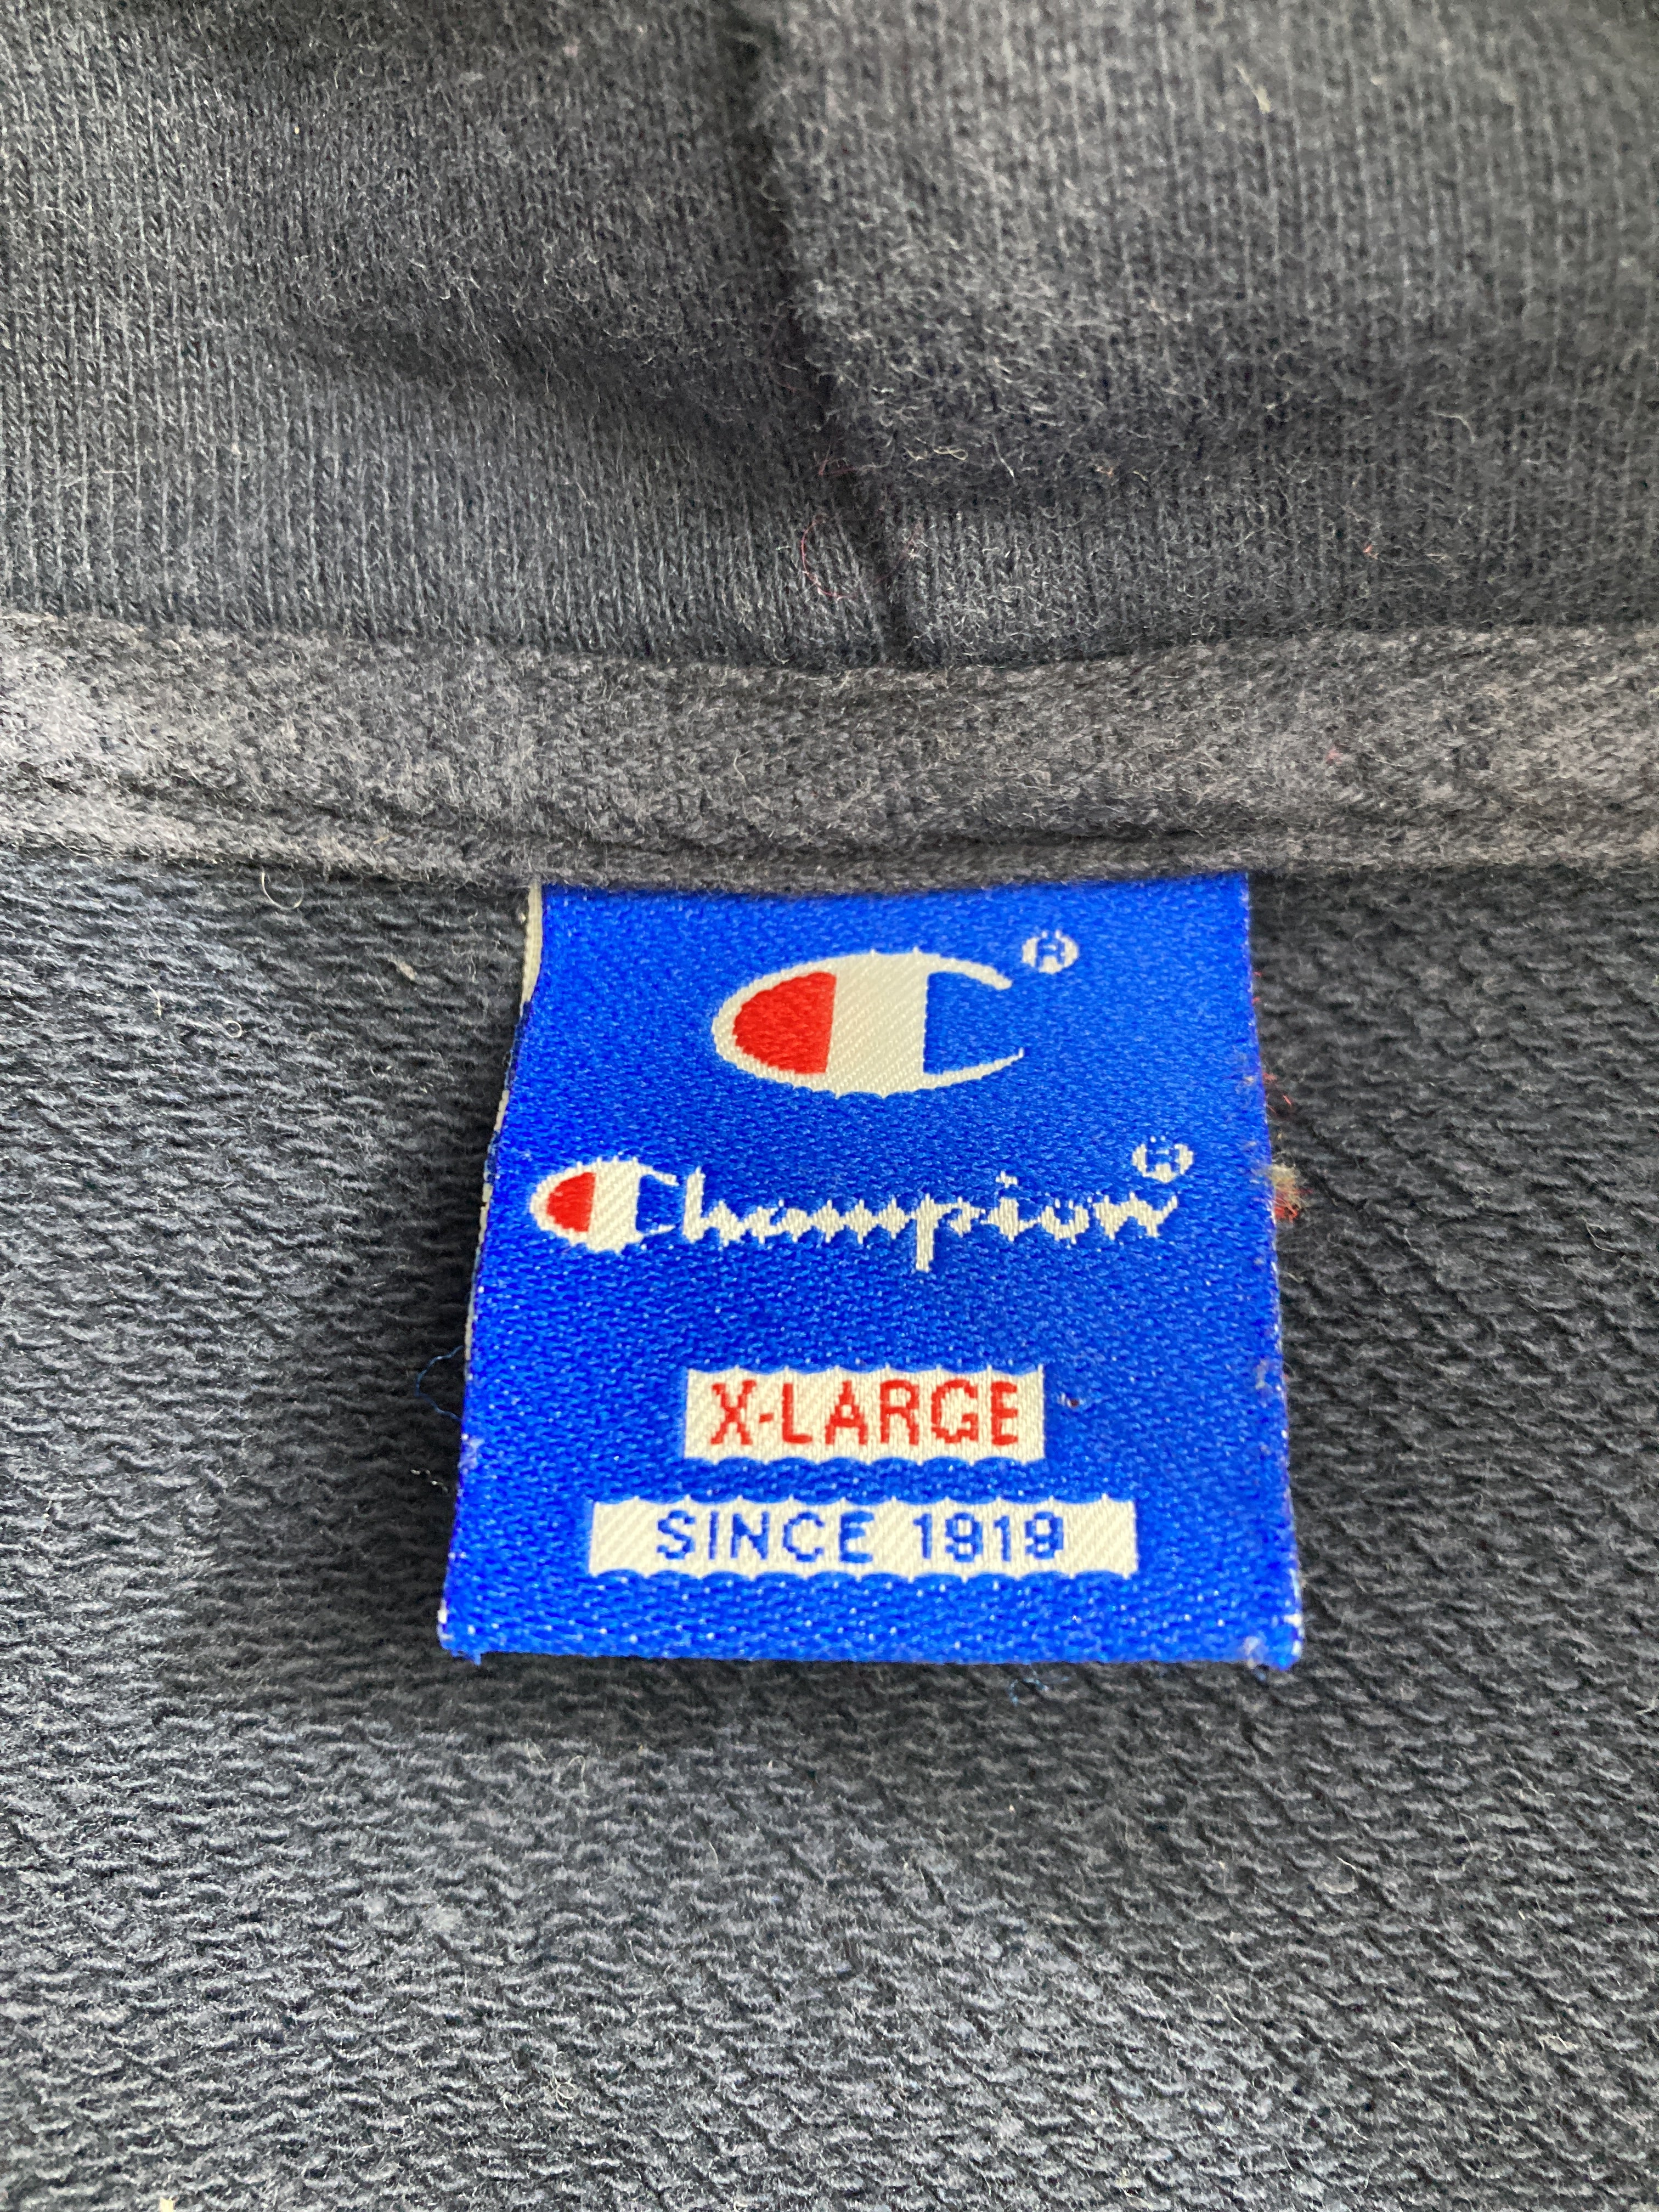 C®
Champion®
X-LARGE
SINCE 1919